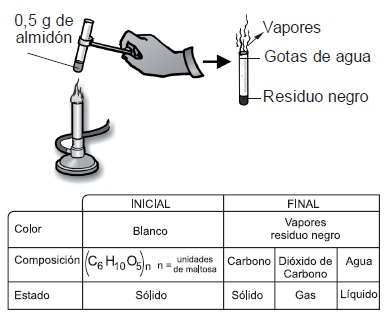 0,5 g de
almidón
Vapores
Gotas de agua
Residuo negro
INICIAL FINAL
Color Blanco Vapores
residuo negro
Composición (C₆ H₁₀ O₅)n n = unidades
de maltosa Carbono Dióxido de
Carbono Agua
Estado Sólido Sólido Gas Líquido